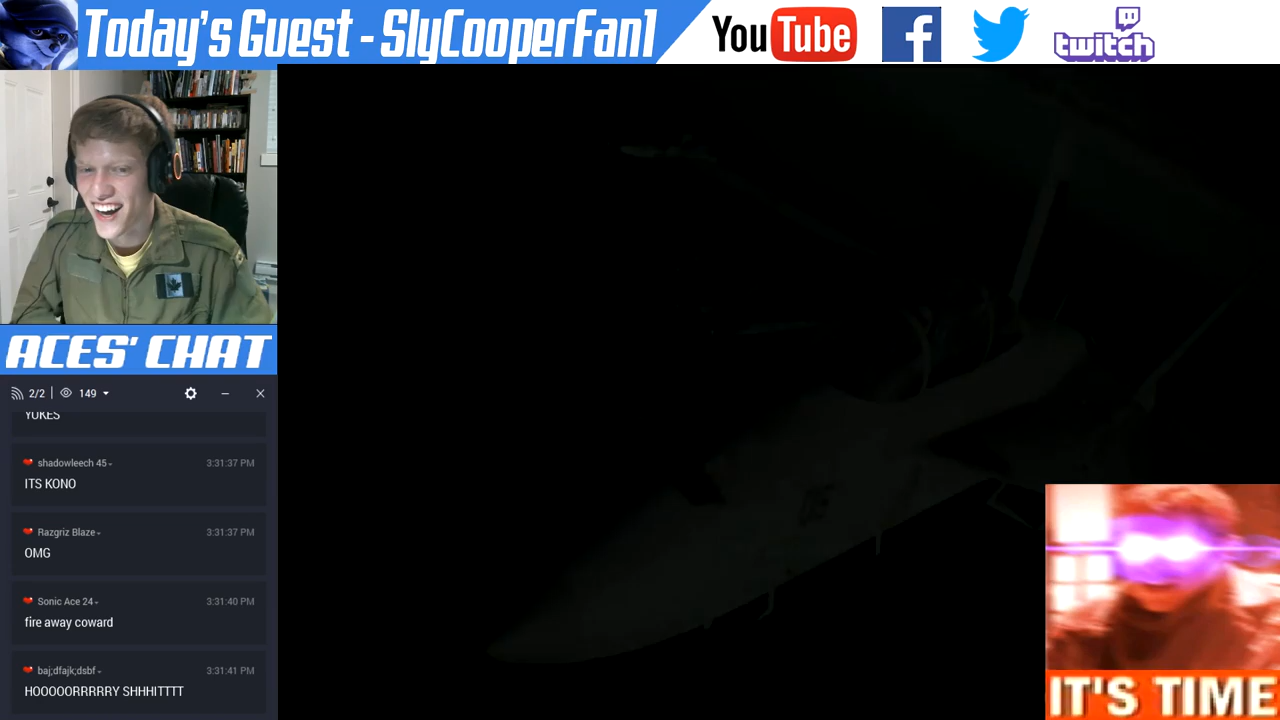 Today's Guest - SlyCooperFan1
YouTube
f
twitch
ACES' CHAT
2/2 149
YUKES
shadowleech 45
3:31:37 PM
ITS KONO
Razgriz Blaze
3:31:37 PM
OMG
Sonic Ace 24
3:31:40 PM
fire away coward
baj;dfajk;dsbf
3:31:41 PM
HOOOOORRRRRY SHHHITTTT
IT'S TIME